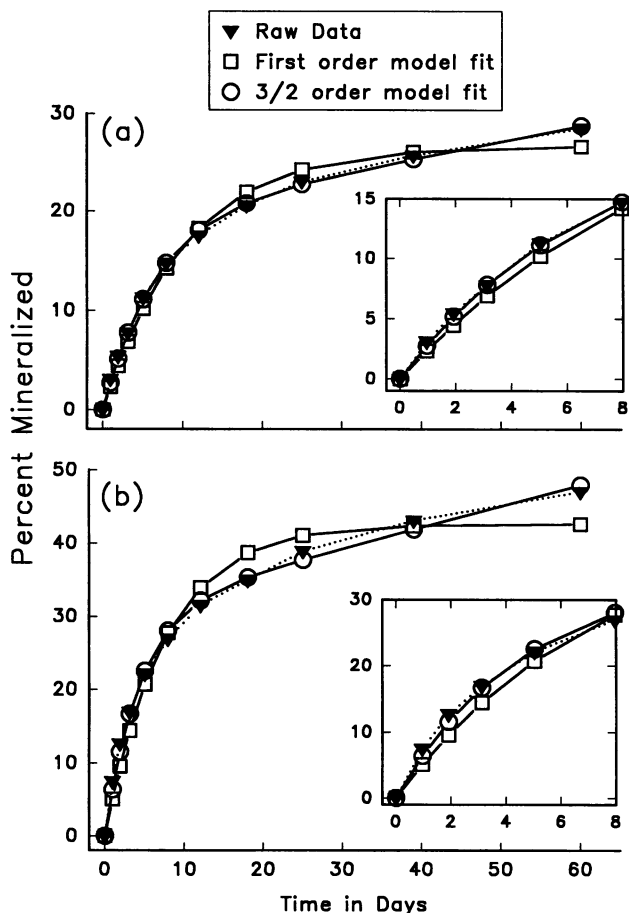 Raw Data
First order model fit
3/2 order model fit
30
(a)
20
10
0
15
10
5
0
0 2 4 6 8
Percent Mineralized
50
(b)
40
30
20
10
0
30
20
10
0
0 2 4 6 8
0 10 20 30 40 50 60
Time in Days